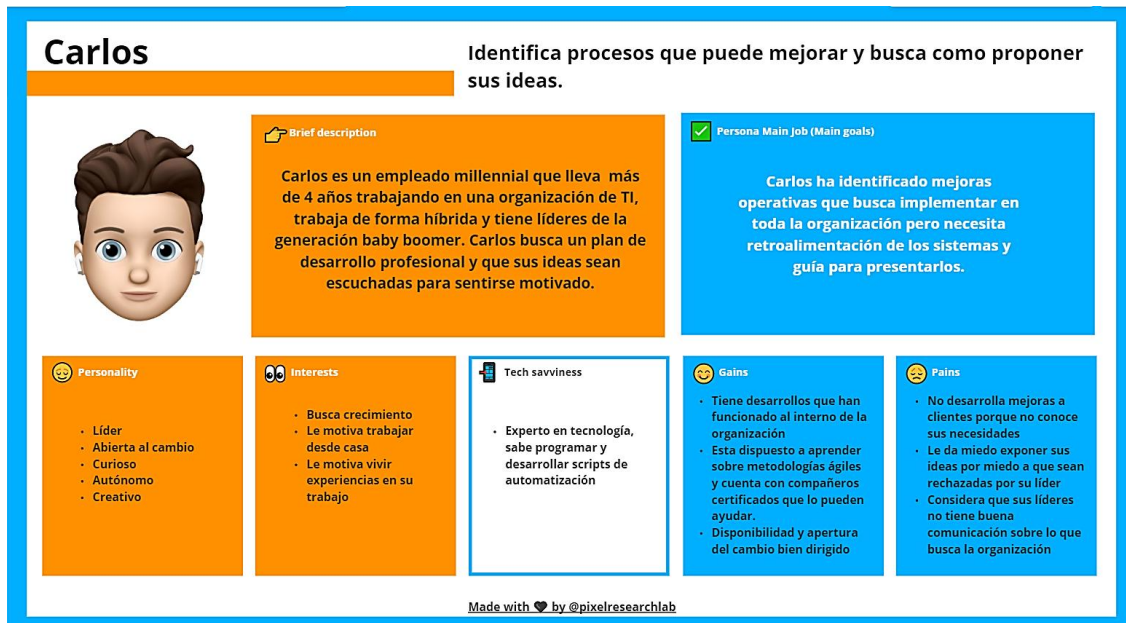 Carlos
Identifica procesos que puede mejorar y busca como proponer
sus ideas.
Brief description
Carlos es un empleado millennial que lleva más
de 4 años trabajando en una organización de TI,
trabaja de forma híbrida y tiene líderes de la
generación baby boomer. Carlos busca un plan de
desarrollo profesional y que sus ideas sean
escuchadas para sentirse motivado.
Persona Main Job (Main goals)
Carlos ha identificado mejoras
operativas que busca implementar en
toda la organización pero necesita
retroalimentación de los sistemas y
guía para presentarlos.
Personality
• Líder
• Abierta al cambio
• Curioso
• Autónomo
• Creativo
Interests
• Busca crecimiento
• Le motiva trabajar
desde casa
• Le motiva vivir
experiencias en su
trabajo
Tech savviness
• Experto en tecnología,
sabe programar y
desarrollar scripts de
automatización
Gains
• Tiene desarrollos que han
funcionado al interno de la
organización
• Esta dispuesto a aprender
sobre metodologías ágiles
y cuenta con compañeros
certificados que lo pueden
ayudar.
• Disponibilidad y apertura
del cambio bien dirigido
Pains
• No desarrolla mejoras a
clientes porque no conoce
sus necesidades
• Le da miedo exponer sus
ideas por miedo a que sean
rechazadas por su líder
• Considera que sus líderes
no tiene buena
comunicación sobre lo que
busca la organización
Made with 🖤 by @pixelresearchlab